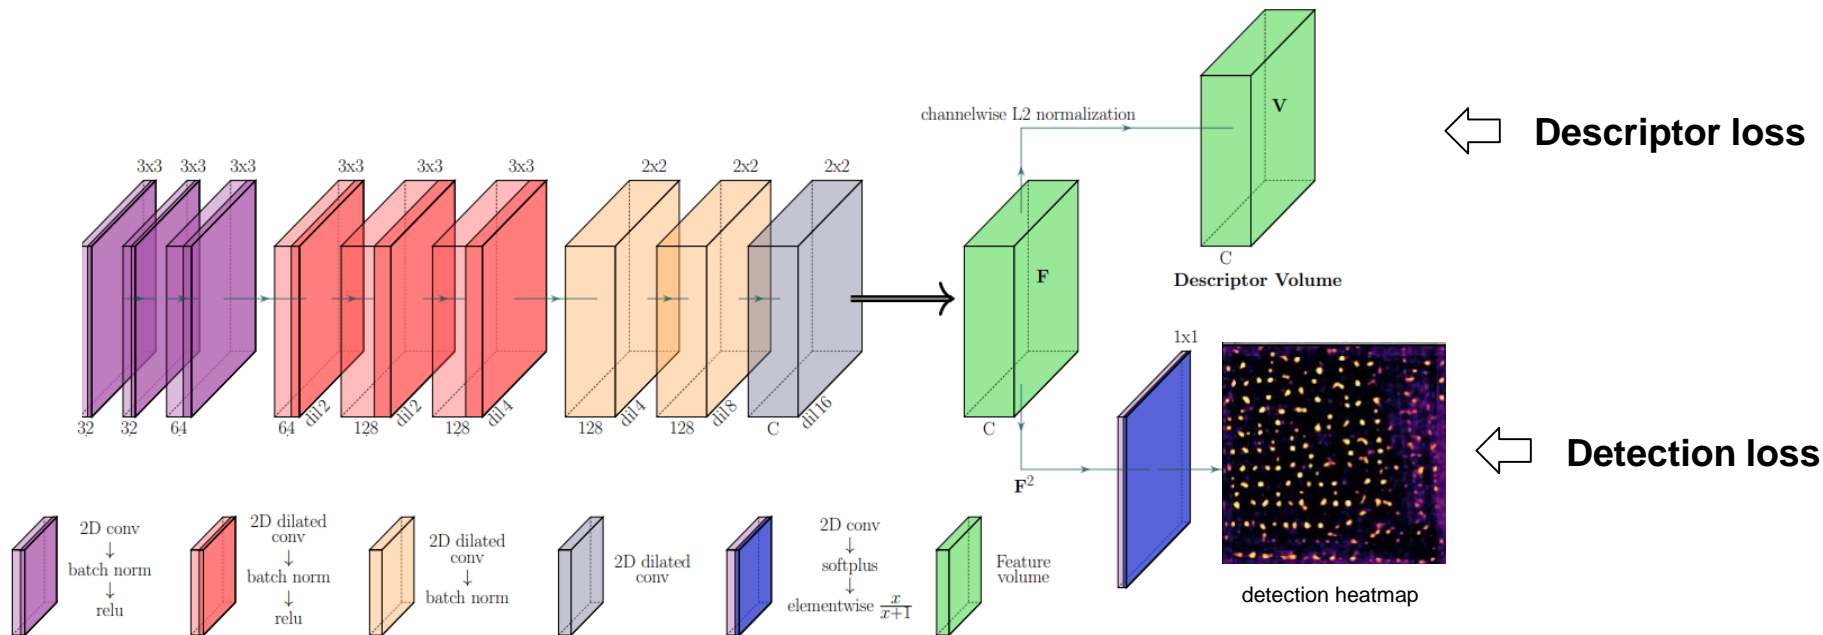 channelwise L2 normalization
V
Descriptor loss
C
Descriptor Volume
3x3 3x3 3x3
3x3 3x3 3x3
2x2 2x2 2x2
32 32 64
64 dil2 128 dil2 128 dil4
128 dil4 128 dil8 C dil16
F
C
F²
1x1
Detection loss
detection heatmap
2D conv
↓
batch norm
↓
relu
2D dilated
conv
↓
batch norm
↓
relu
2D dilated
conv
↓
batch norm
2D dilated
conv
2D conv
↓
softplus
↓
elementwise x/(x+1)
Feature
volume